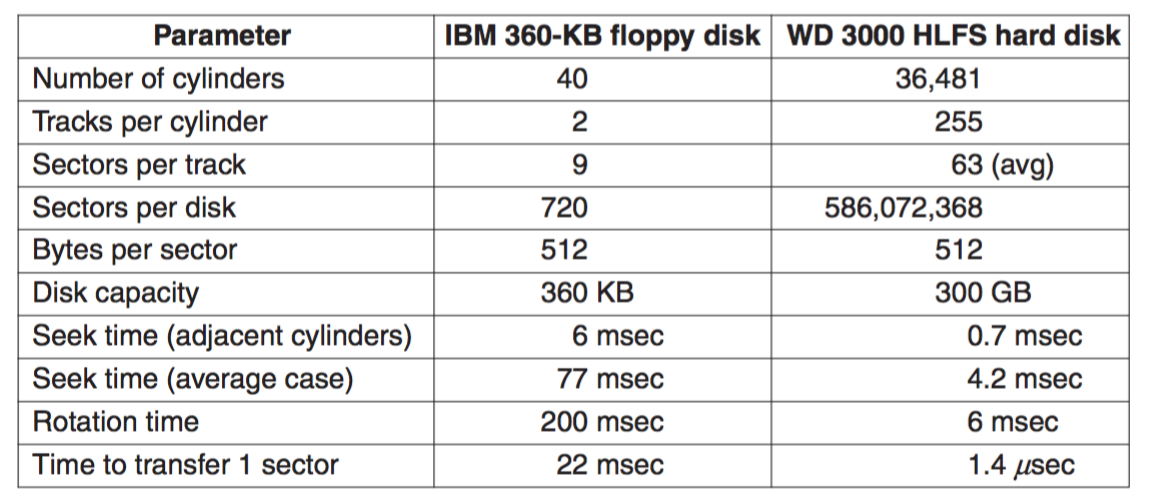 Parameter IBM 360-KB floppy disk WD 3000 HLFS hard disk
Number of cylinders 40 36,481
Tracks per cylinder 2 255
Sectors per track 9 63 (avg)
Sectors per disk 720 586,072,368
Bytes per sector 512 512
Disk capacity 360 KB 300 GB
Seek time (adjacent cylinders) 6 msec 0.7 msec
Seek time (average case) 77 msec 4.2 msec
Rotation time 200 msec 6 msec
Time to transfer 1 sector 22 msec 1.4 μsec